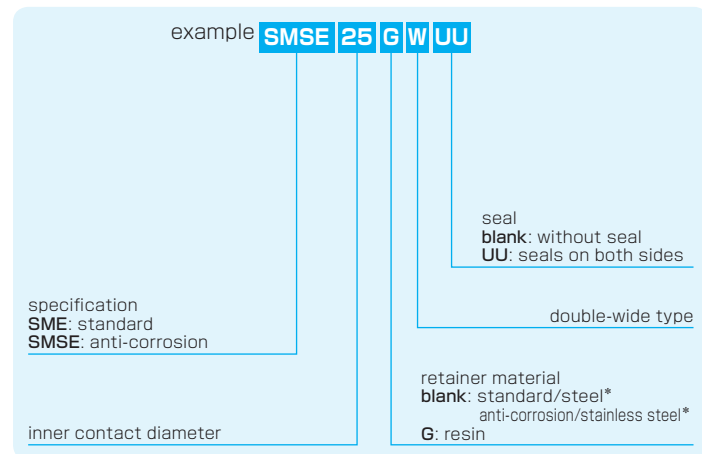 example SMSE 25 G W UU
seal
blank: without seal
UU: seals on both sides
specification
SME: standard
SMSE: anti-corrosion
double-wide type
retainer material
blank: standard/steel*
anti-corrosion/stainless steel*
G: resin
inner contact diameter